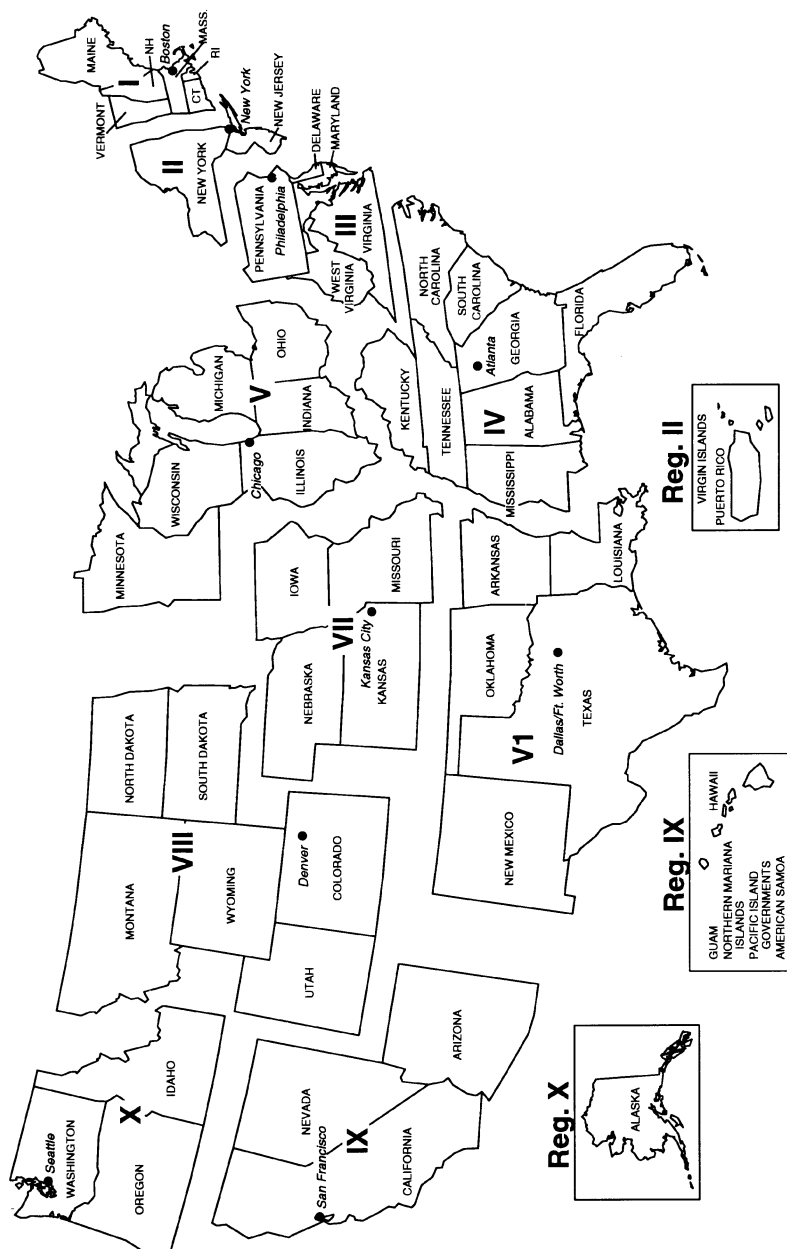 Seattle
WASHINGTON
OREGON
X
IDAHO
MONTANA
NORTH DAKOTA
SOUTH DAKOTA
VIII
WYOMING
UTAH
Denver
COLORADO
NEVADA
San Francisco
IX
CALIFORNIA
ARIZONA
MINNESOTA
WISCONSIN
MICHIGAN
V
Chicago
ILLINOIS
INDIANA
OHIO
IOWA
NEBRASKA
VII
Kansas City
KANSAS
MISSOURI
NEW MEXICO
OKLAHOMA
V1
Dallas/Ft. Worth
TEXAS
ARKANSAS
LOUISIANA
KENTUCKY
TENNESSEE
NORTH
CAROLINA
SOUTH
CAROLINA
IV
MISSISSIPPI
ALABAMA
Atlanta
GEORGIA
FLORIDA
PENNSYLVANIA
Philadelphia
WEST
VIRGINIA
III
VIRGINIA
DELAWARE
MARYLAND
II
NEW YORK
New York
NEW JERSEY
VERMONT
MAINE
I
NH
Boston
MASS.
CT
RI
Reg. X
ALASKA
Reg. IX
GUAM
NORTHERN MARIANA
ISLANDS
PACIFIC ISLAND
GOVERNMENTS
AMERICAN SAMOA
HAWAII
Reg. II
VIRGIN ISLANDS
PUERTO RICO